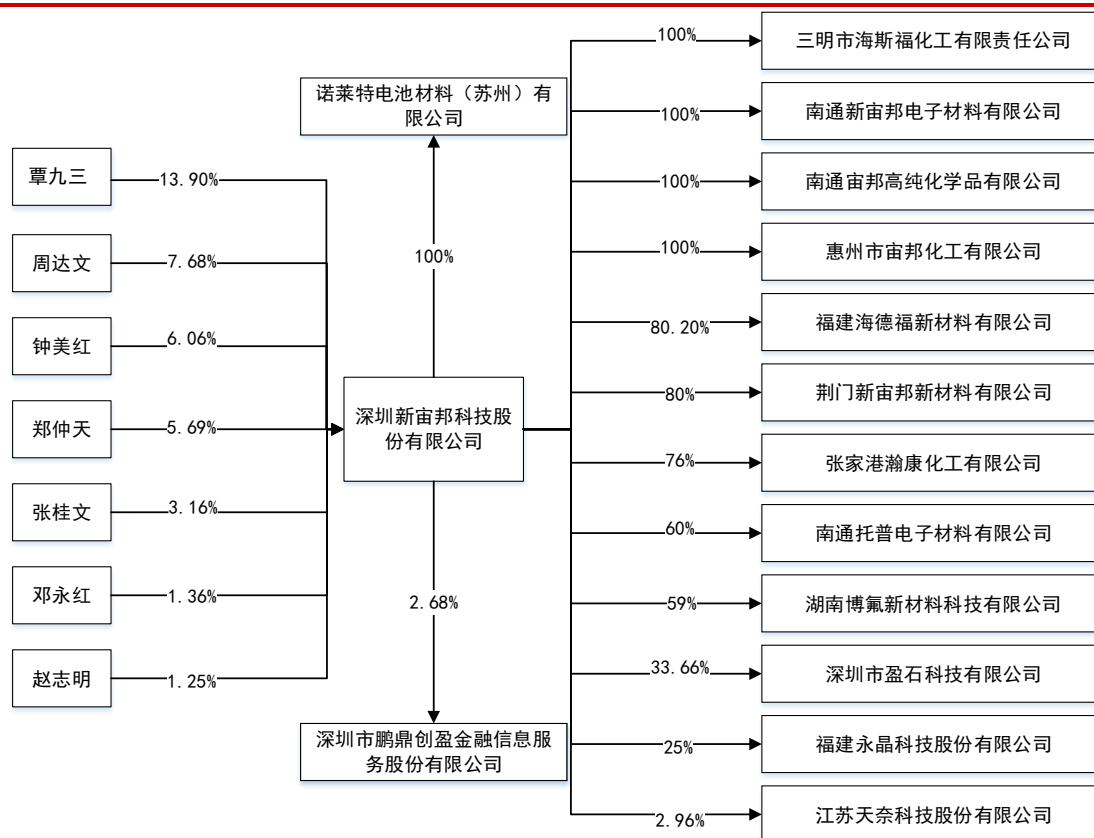 覃九三
13.90%
周达文
7.68%
钟美红
6.06%
郑仲天
5.69%
张桂文
3.16%
邓永红
1.36%
赵志明
1.25%
诺莱特电池材料（苏州）有
限公司
100%
深圳新宙邦科技股
份有限公司
2.68%
深圳市鹏鼎创盈金融信息服
务股份有限公司
100%
三明市海斯福化工有限责任公司
100%
南通新宙邦电子材料有限公司
100%
南通宙邦高纯化学品有限公司
100%
惠州市宙邦化工有限公司
80.20%
福建海德福新材料有限公司
80%
荆门新宙邦新材料有限公司
76%
张家港瀚康化工有限公司
60%
南通托普电子材料有限公司
59%
湖南博氟新材料科技有限公司
33.66%
深圳市盈石科技有限公司
25%
福建永晶科技股份有限公司
2.96%
江苏天奈科技股份有限公司